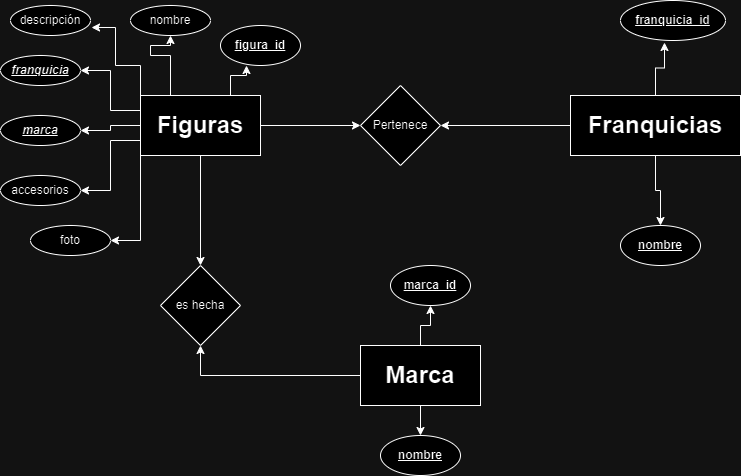 descripción
nombre
figura_id
franquicia_id
franquicia
marca
Figuras
Pertenece
Franquicias
accesorios
foto
nombre
es hecha
marca_id
Marca
nombre